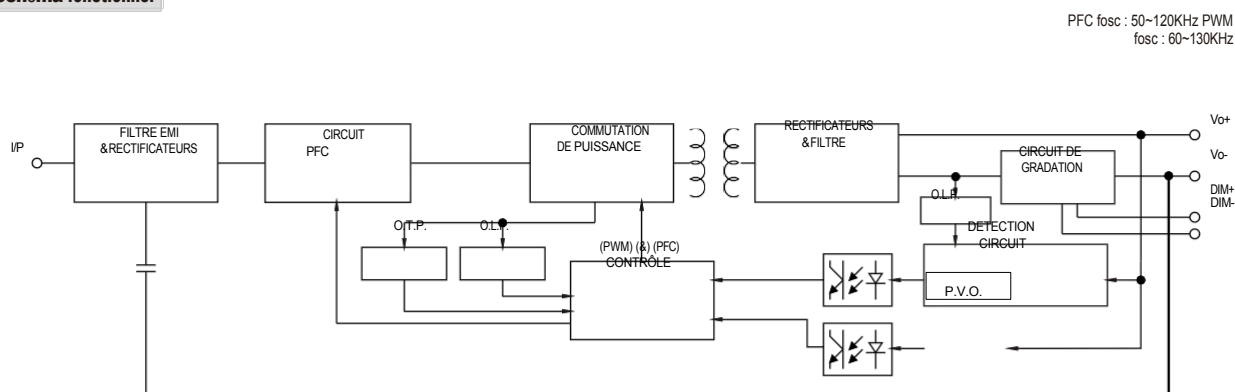 fonctionnel
PFC fosc : 50~120KHz PWM
fosc : 60~130KHz
I/P
FILTRE EMI
&RECTIFICATEURS
CIRCUIT
PFC
COMMUTATION
DE PUISSANCE
RECTIFICATEURS
&FILTRE
CIRCUIT DE
GRADATION
Vo+
Vo-
DIM+
DIM-
O.L.P.
O.T.P.
O.L.P.
DETECTION
CIRCUIT
(PWM) (&) (PFC)
CONTRÔLE
P.V.O.